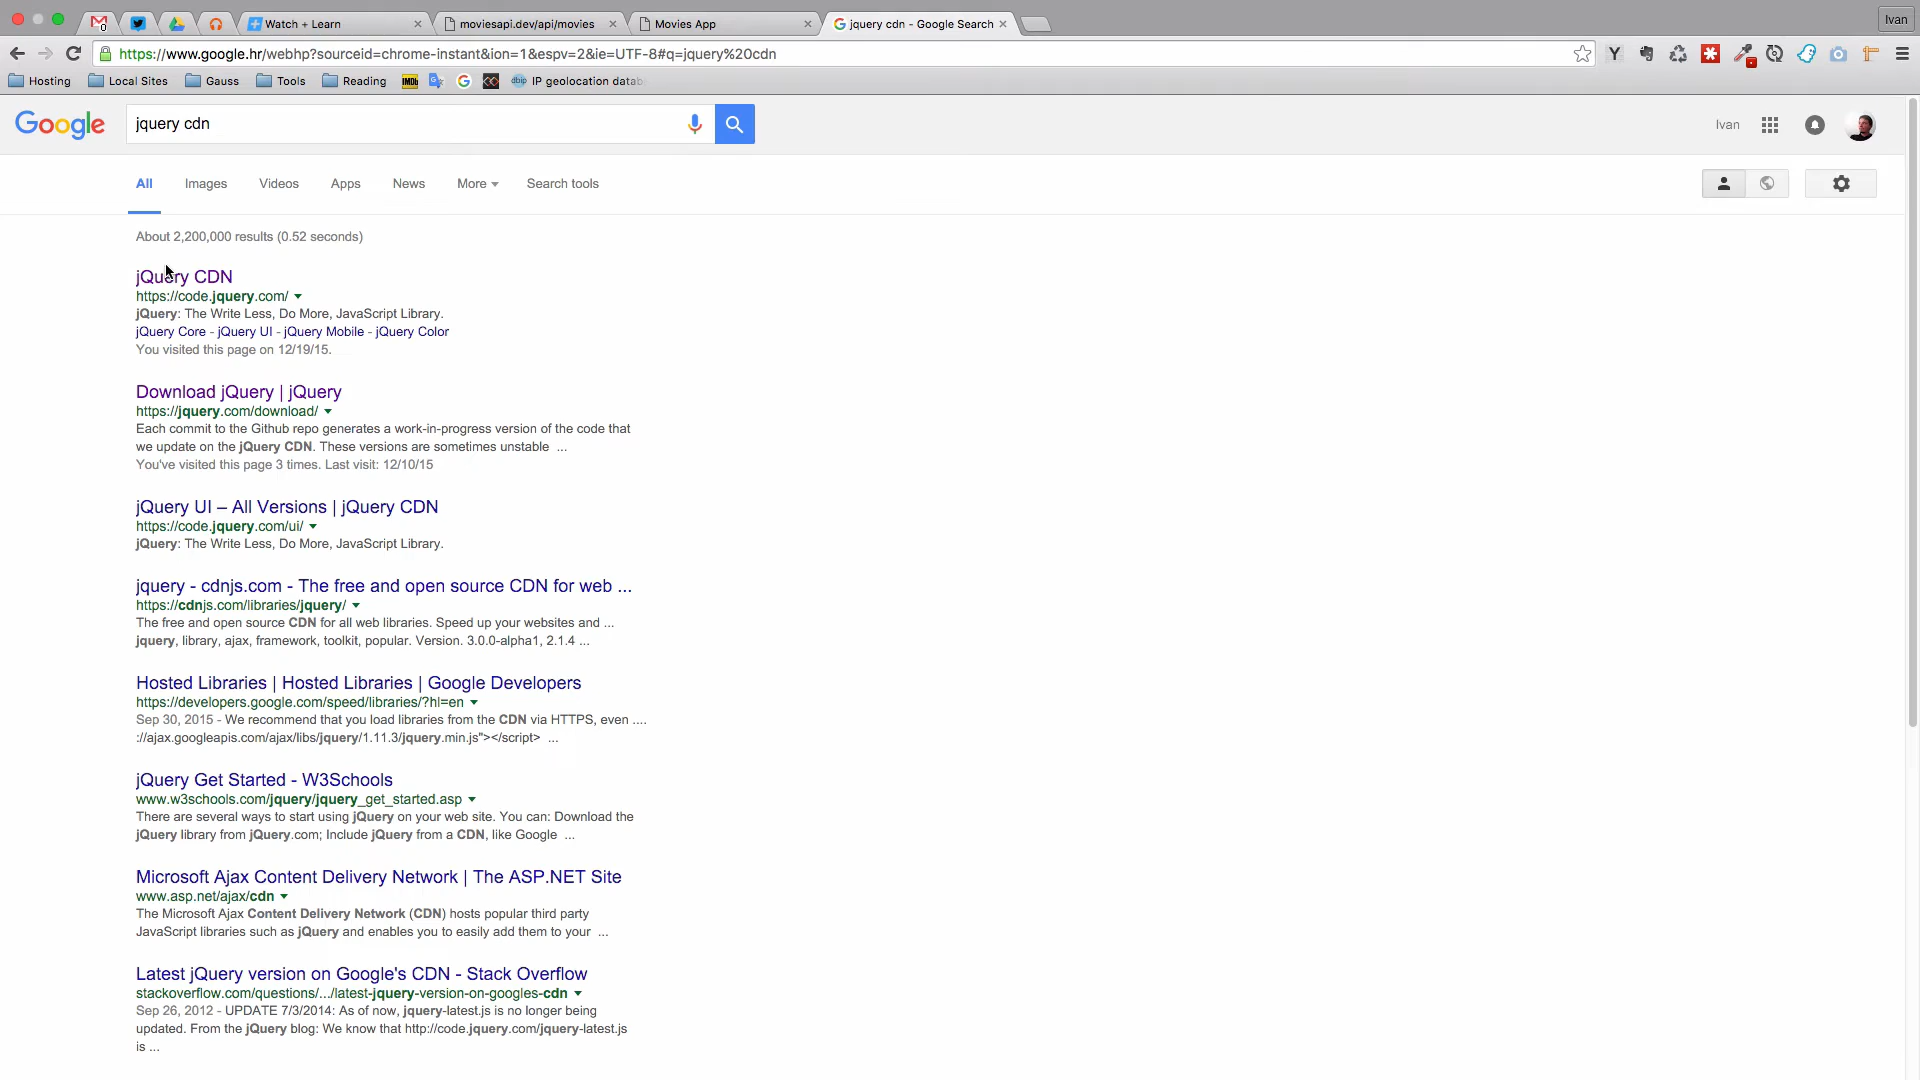 0
Watch + Learn
moviesapi.dev/api/movies
Movies App
jquery cdn - Google Search
Ivan
https://www.google.hr/webhp?sourceid=chrome-instant&ion=1&espv=2&ie=UTF-8#q=jquery%20cdn
Y
Hosting
Local Sites
Gauss
Tools
Reading
IMDb
dbip
IP geolocation datab
Google
jquery cdn
Ivan
All
Images
Videos
Apps
News
More
Search tools
About 2,200,000 results (0.52 seconds)
jQuery CDN
https://code.jquery.com/
jQuery: The Write Less, Do More, JavaScript Library.
jQuery Core - jQuery UI - jQuery Mobile - jQuery Color
You visited this page on 12/19/15.
Download jQuery | jQuery
https://jquery.com/download/
Each commit to the Github repo generates a work-in-progress version of the code that
we update on the jQuery CDN. These versions are sometimes unstable ...
You've visited this page 3 times. Last visit: 12/10/15
jQuery UI – All Versions | jQuery CDN
https://code.jquery.com/ui/
jQuery: The Write Less, Do More, JavaScript Library.
jquery - cdnjs.com - The free and open source CDN for web ...
https://cdnjs.com/libraries/jquery/
The free and open source CDN for all web libraries. Speed up your websites and ...
jquery, library, ajax, framework, toolkit, popular. Version. 3.0.0-alpha1, 2.1.4 ...
Hosted Libraries | Hosted Libraries | Google Developers
https://developers.google.com/speed/libraries/?hl=en
Sep 30, 2015 - We recommend that you load libraries from the CDN via HTTPS, even ....
://ajax.googleapis.com/ajax/libs/jquery/1.11.3/jquery.min.js"></script> ...
jQuery Get Started - W3Schools
www.w3schools.com/jquery/jquery_get_started.asp
There are several ways to start using jQuery on your web site. You can: Download the
jQuery library from jQuery.com; Include jQuery from a CDN, like Google ...
Microsoft Ajax Content Delivery Network | The ASP.NET Site
www.asp.net/ajax/cdn
The Microsoft Ajax Content Delivery Network (CDN) hosts popular third party
JavaScript libraries such as jQuery and enables you to easily add them to your ...
Latest jQuery version on Google's CDN - Stack Overflow
stackoverflow.com/questions/.../latest-jquery-version-on-googles-cdn
Sep 26, 2012 - UPDATE 7/3/2014: As of now, jquery-latest.js is no longer being
updated. From the jQuery blog: We know that http://code.jquery.com/jquery-latest.js
is ...